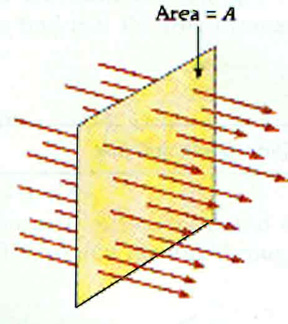 Area = A